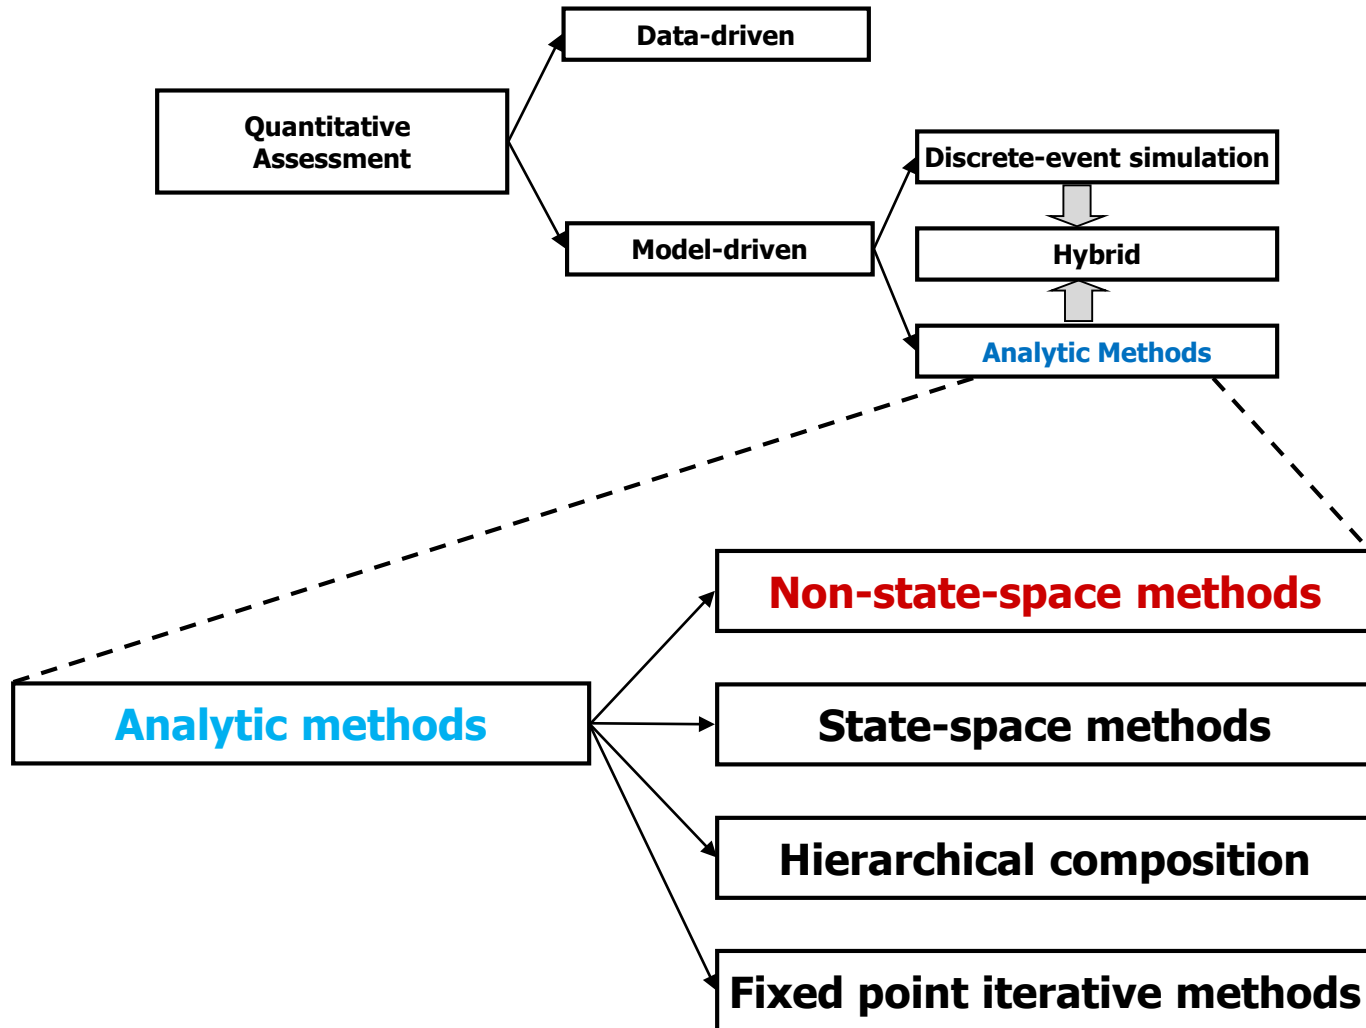 Data-driven
Quantitative
Assessment
Discrete-event simulation
Model-driven
Hybrid
Analytic Methods
Non-state-space methods
Analytic methods
State-space methods
Hierarchical composition
Fixed point iterative methods